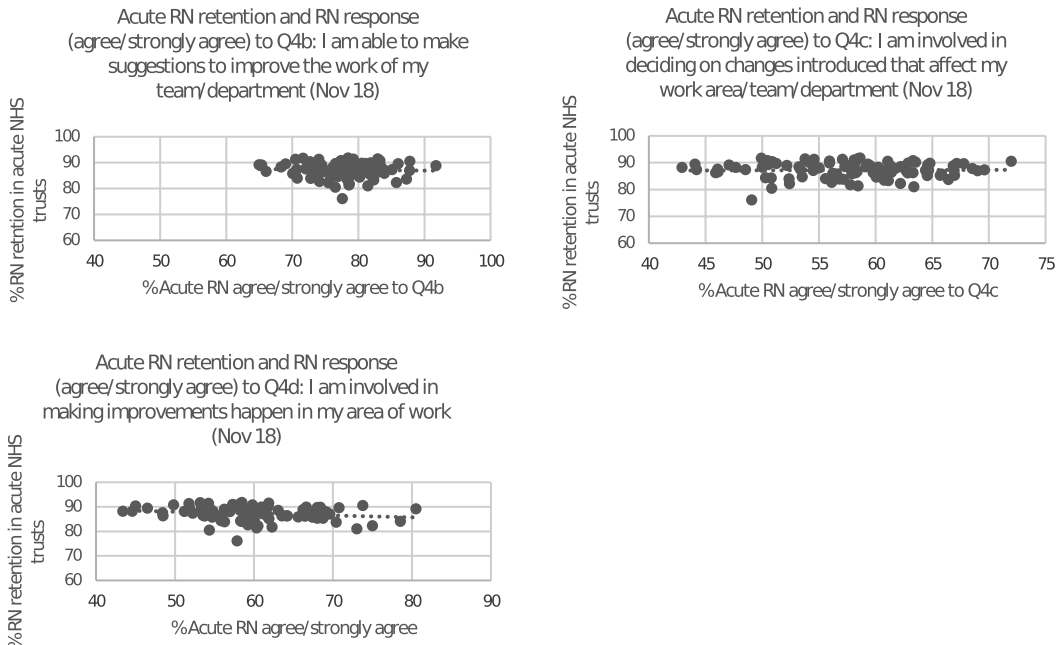 Acute RN retention and RN response
(agree/strongly agree) to Q4b: I am able to make
suggestions to improve the work of my
team/department (Nov 18)
%RN retntion in acute NHS
trusts
100
90
80
70
60
40
50
60
70
80
90
100
%Acute RN agree/strongly agree to Q4b
Acute RN retention and RN response
(agree/strongly agree) to Q4c: I am involved in
deciding on changes introduced that affect my
work area/team/department (Nov 18)
%RN retention in acute NHS
trusts
100
90
80
70
60
40
45
50
55
60
65
70
75
%Acute RN agree/strongly agree to Q4c
Acute RN retention and RN response
(agree/strongly agree) to Q4d: I am involved in
making improvements happen in my area of work
(Nov 18)
%RN retention in acute NHS
trusts
100
90
80
70
60
40
50
60
70
80
90
%Acute RN agree/strongly agree